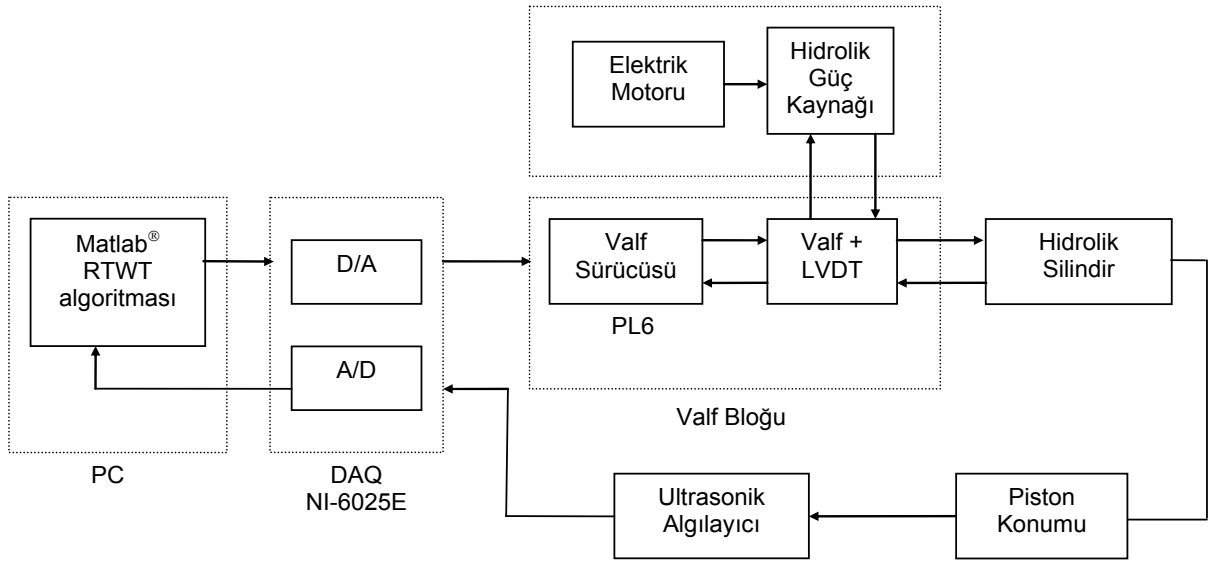 Elektrik
Motoru
Hidrolik
Güç
Kaynağı
Matlab®
RTWT
algoritması
D/A
A/D
Valf
Sürücüsü
Valf +
LVDT
Hidrolik
Silindir
PL6
Valf Bloğu
PC
DAQ
NI-6025E
Ultrasonik
Algılayıcı
Piston
Konumu